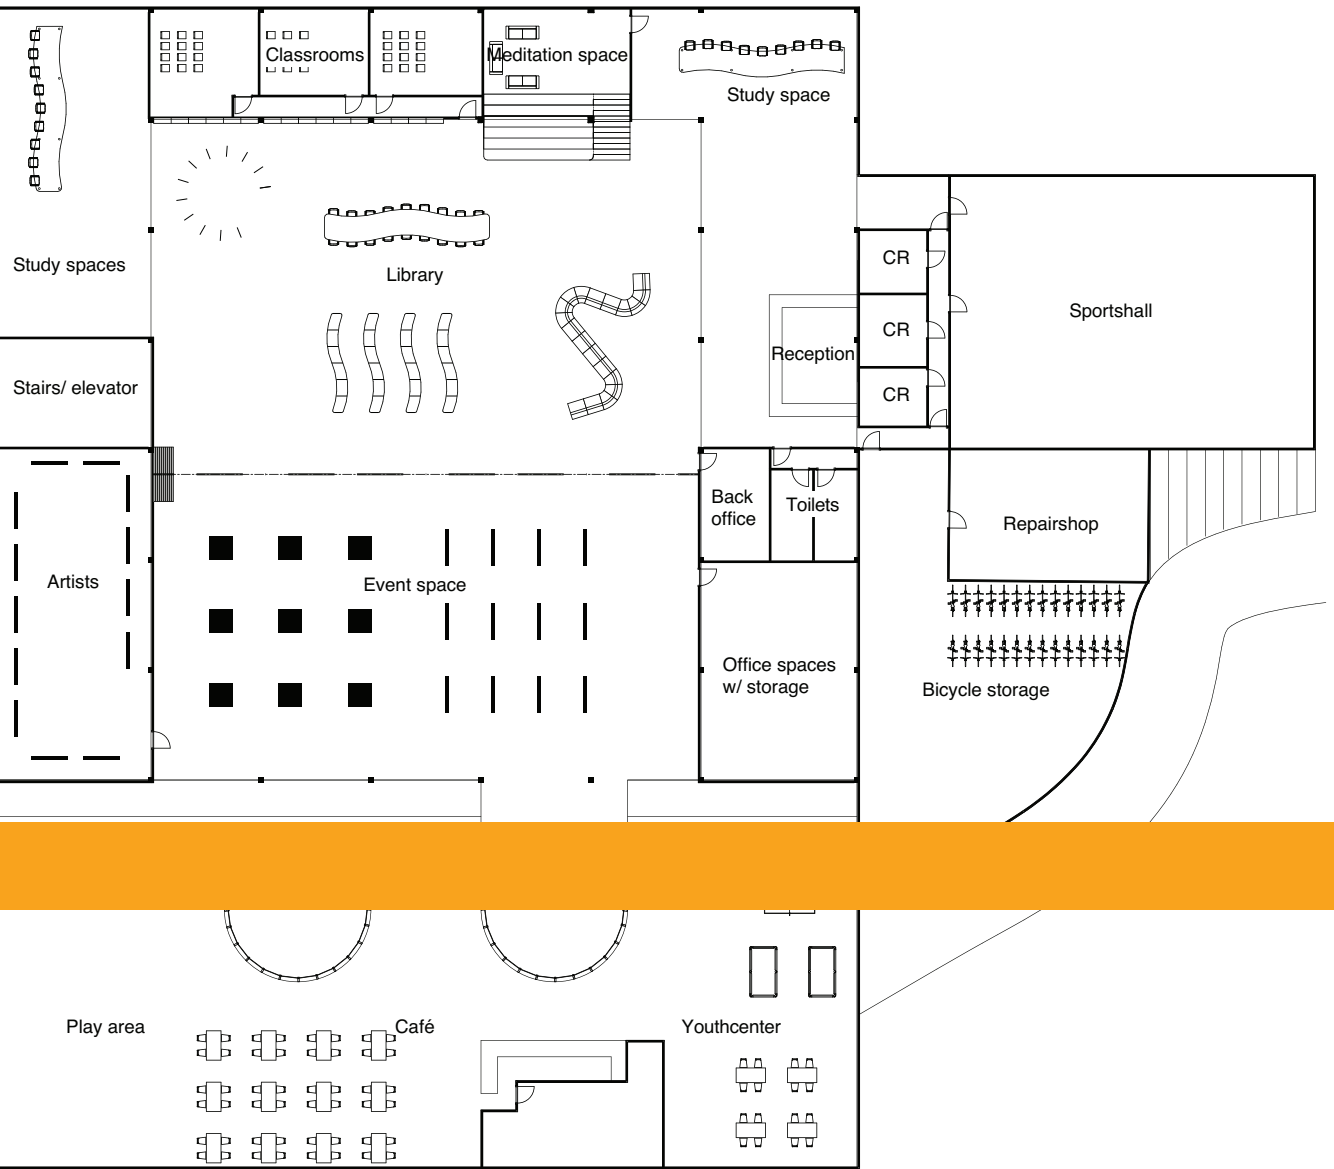 Classrooms
Meditation space
Study space
Study spaces
Library
CR
Sportshall
CR
Reception
Stairs/ elevator
CR
Back
office
Toilets
Repairshop
Artists
Event space
Office spaces
w/ storage
Bicycle storage
Play area
Café
Youthcenter